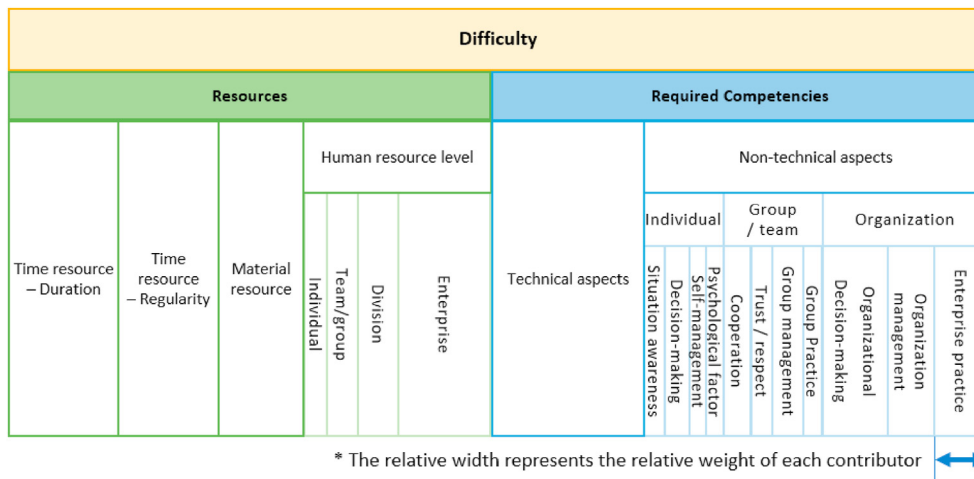 Difficulty
Resources
Required Competencies
Human resource level
Non-technical aspects
Individual
Group
/ team
Organization
Time resource
– Duration
Time
resource
– Regularity
Material
resource
Individual
Team/group
Division
Enterprise
Technical aspects
Situation awareness
Decision-making
Self-management
Psychological factor
Cooperation
Trust / respect
Group management
Group Practice
Decision-making
Organizational
Organization
management
Enterprise practice
* The relative width represents the relative weight of each contributor